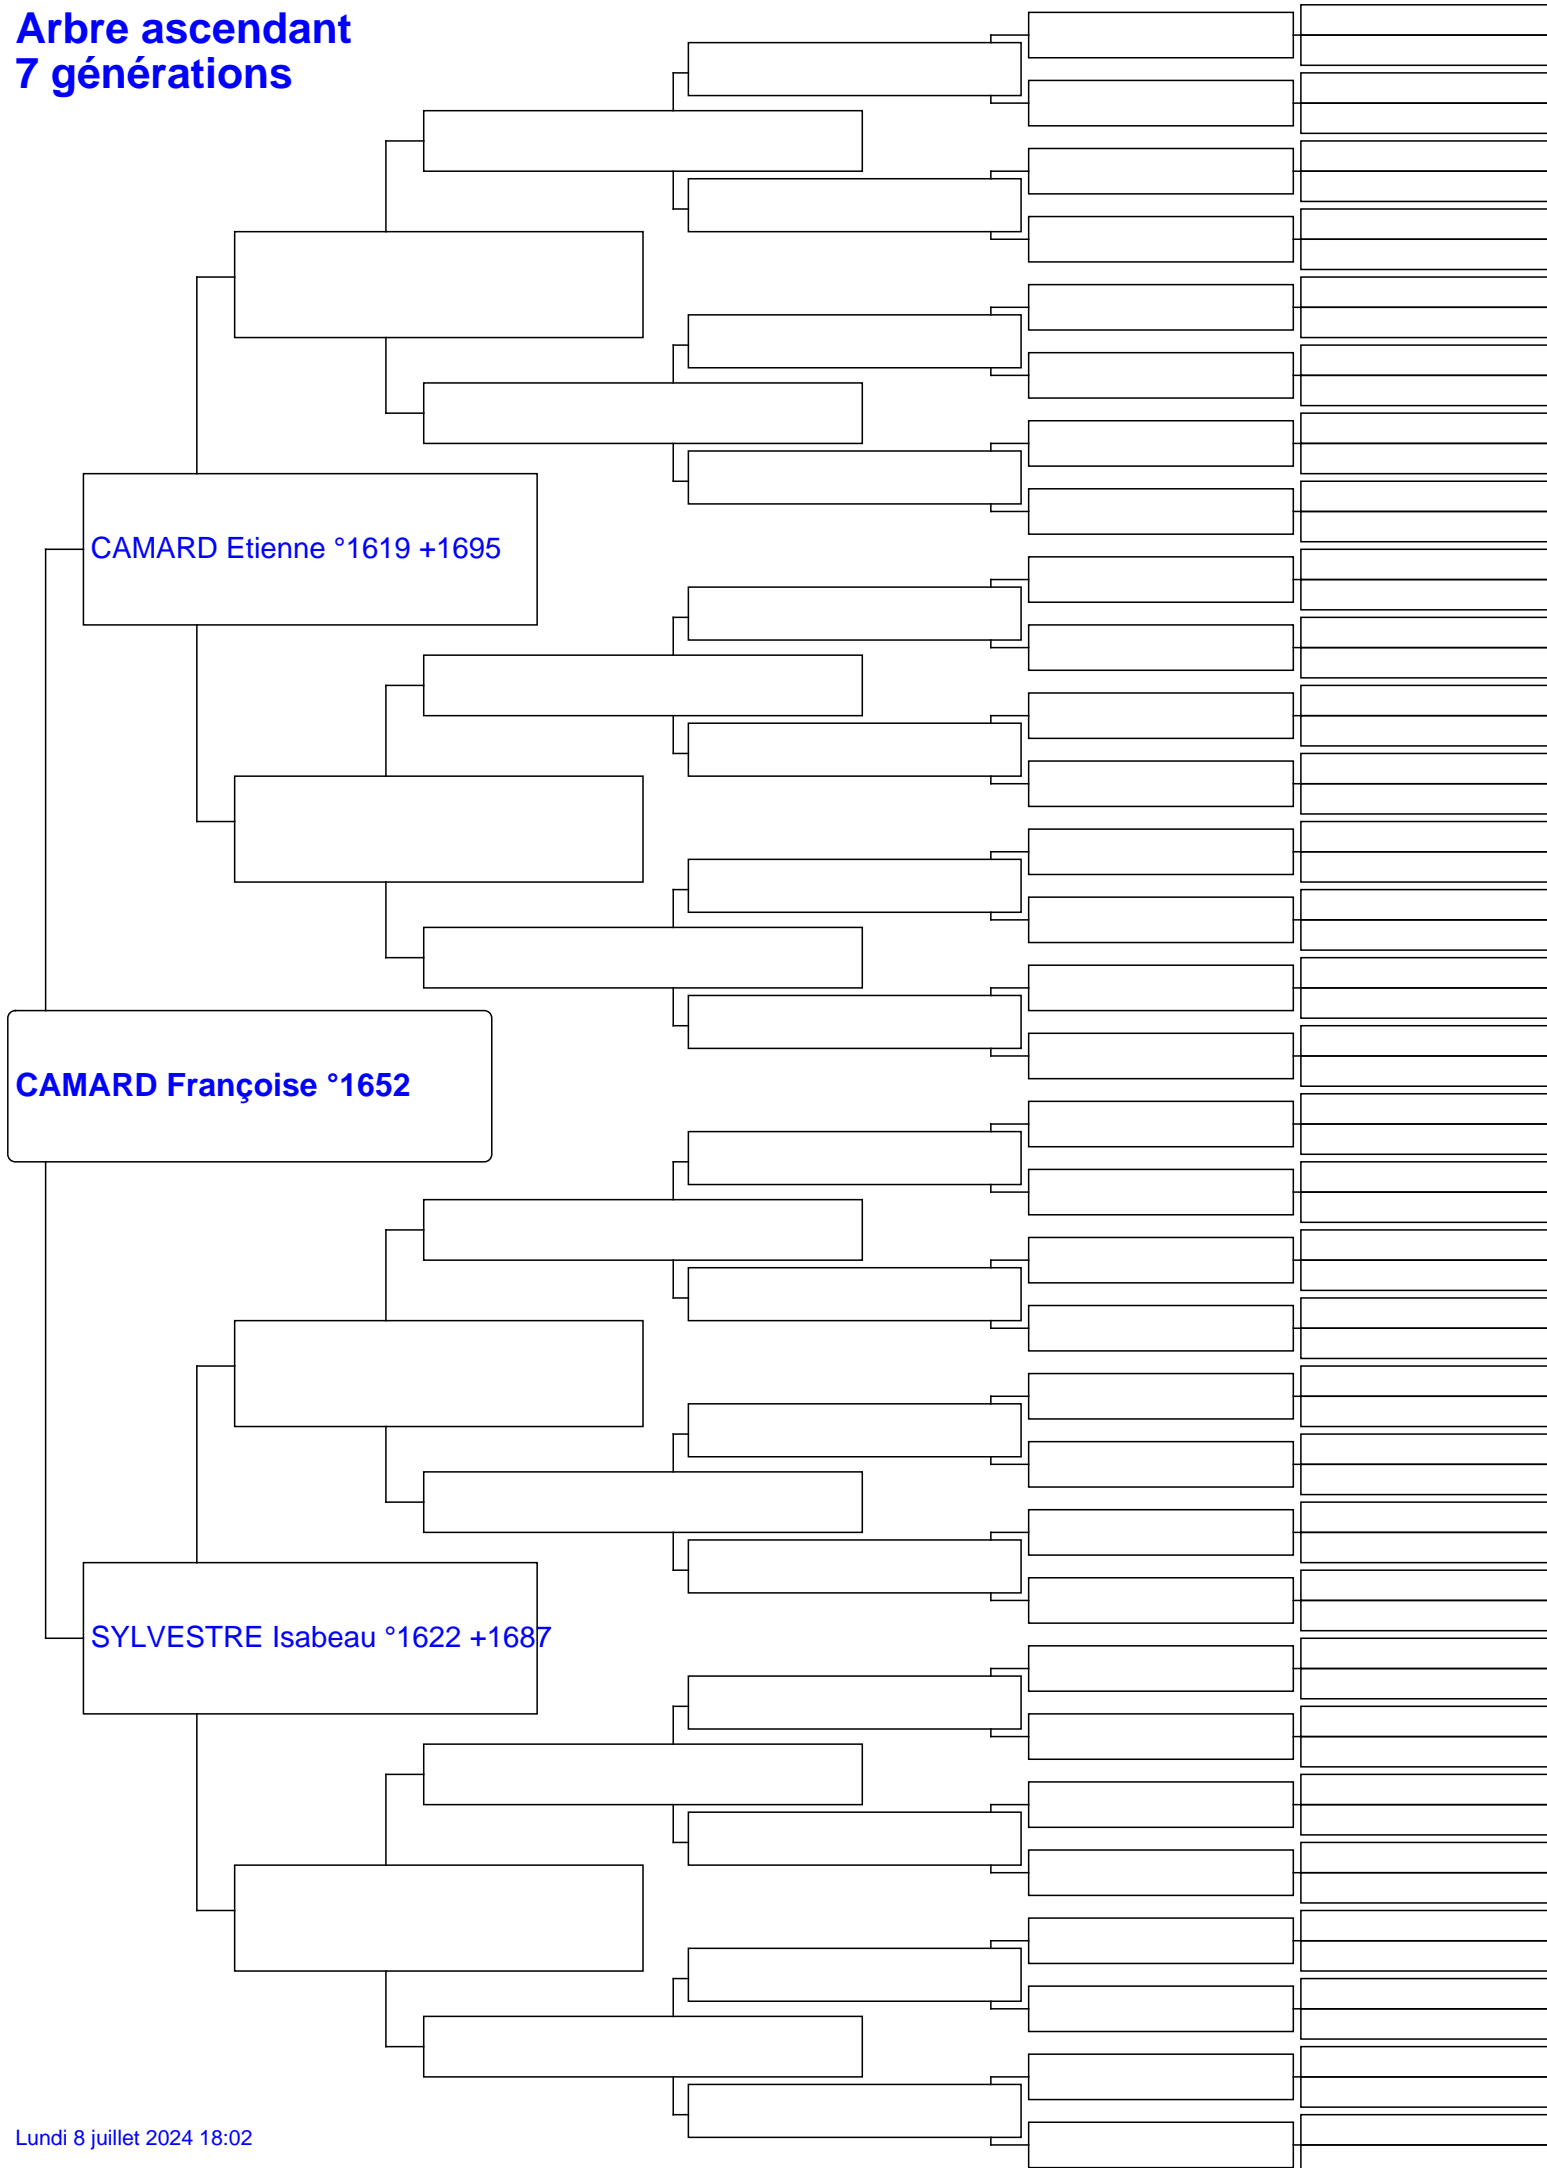 Arbre ascendant
7 générations
CAMARD Etienne °1619 +1695
CAMARD Françoise °1652
SYLVESTRE Isabeau °1622 +1687
Lundi 8 juillet 2024 18:02